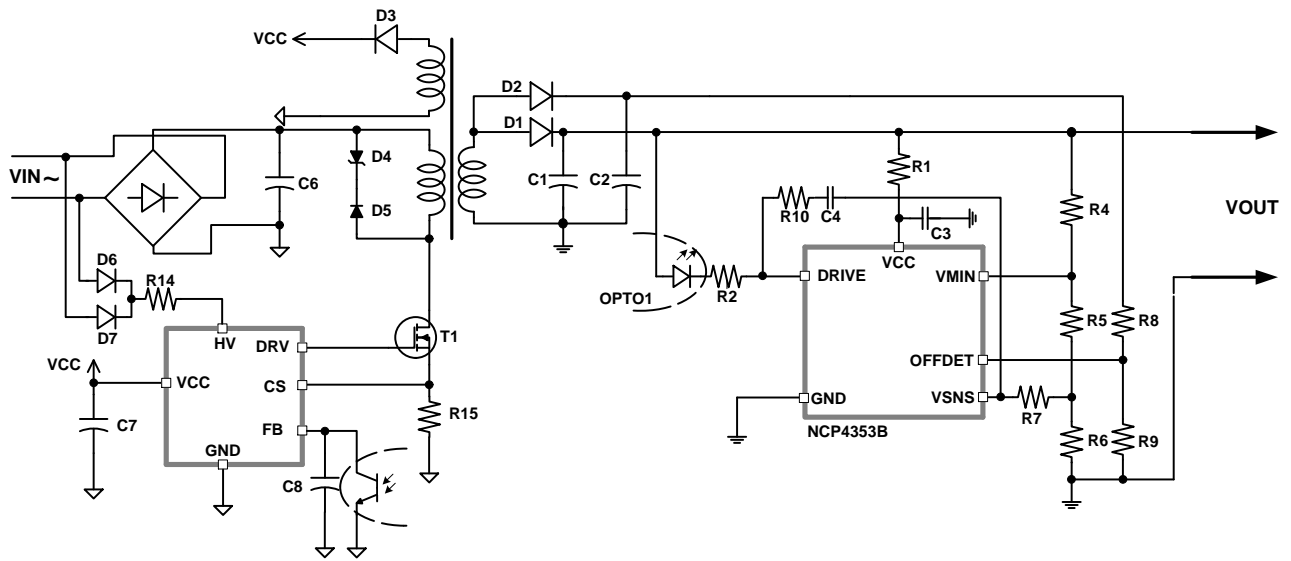 D3
VCC
D2
D1
D4
D5
C6
VIN ~
C1
C2
R1
R10
C4
C3
R4
VOUT
D6
R14
D7
OPTO1
R2
DRIVE
VCC
VMIN
R5
R8
HV
DRV
T1
VCC
VCC
CS
OFFDET
C7
FB
R15
GND
VSNS
R7
NCP4353B
R6
R9
GND
C8